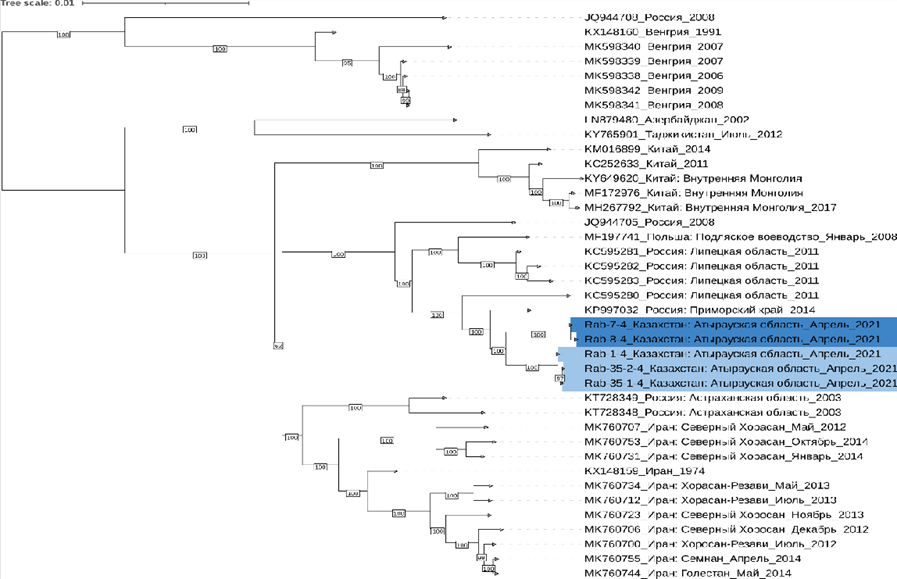 Tree scale: 0.01
JQ944708_Россия_2008
KX148160_Венгрия_1991
MK598340_Венгрия_2007
MK598339_Венгрия_2007
MK598338_Венгрия_2006
MK598342_Венгрия_2009
MK598341_Венгрия_2008
LN879480_Азербайджан_2002
KY765901_Таджикистан_Июль_2012
KM016899_Китай_2014
KC252633_Китай_2011
KY649620_Китай: Внутренняя Монголия
MF172976_Китай: Внутренняя Монголия
MH267792_Китай: Внутренняя Монголия_2017
JQ944705_Россия_2008
MF197741_Польша: Подляское воеводство_Январь_2008
KC595281_Россия: Липецкая область_2011
KC595282_Россия: Липецкая область_2011
KC595283_Россия: Липецкая область_2011
KC595280_Россия: Липецкая область_2011
KP997032_Россия: Приморский край_2014
Rab-7-4_Казахстан: Атырауская область_Апрель_2021
Rab-8-4_Казахстан: Атырауская область_Апрель_2021
Rab-1-4_Казахстан: Атырауская область_Апрель_2021
Rab-35-2-4_Казахстан: Атырауская область_Апрель_2021
Rab-35-1-4_Казахстан: Атырауская область_Апрель_2021
KT728349_Россия: Астраханская область_2003
KT728348_Россия: Астраханская область_2003
MK760707_Иран: Северный Хорасан_Май_2012
MK760753_Иран: Северный Хорасан_Октябрь_2014
MK760731_Иран: Северный Хорасан_Январь_2014
KX148159_Иран_1974
MK760734_Иран: Хорасан-Резави_Май_2013
MK760712_Иран: Хорасан-Резави_Июль_2013
MK760723_Иран: Северный Хоросан_Ноябрь_2013
MK760706_Иран: Северный Хоросан_Декабрь_2012
MK760700_Иран: Хоросан-Резави_Июль_2012
MK760755_Иран: Семнан_Апрель_2014
MK760744_Иран: Голестан_Май_2014